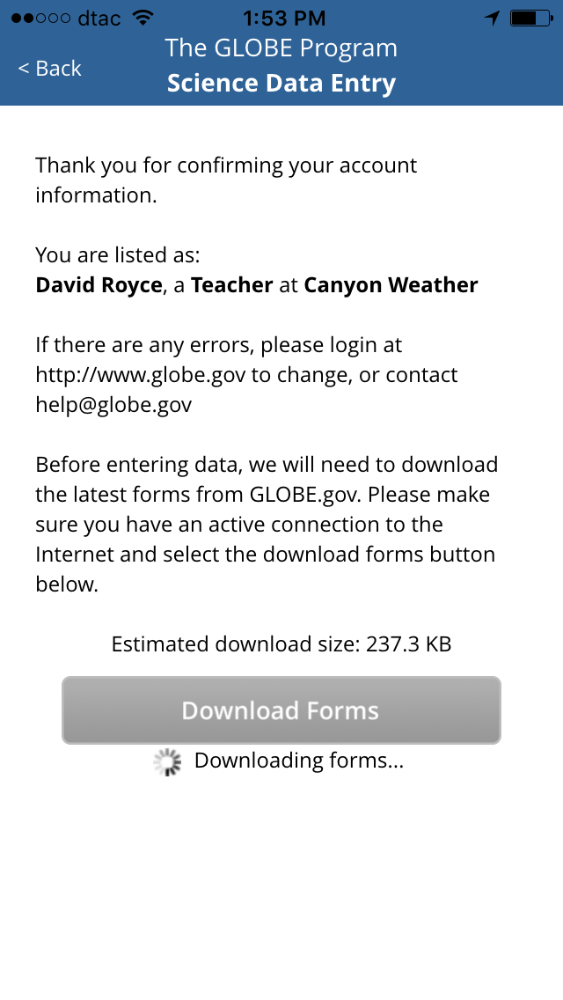 dtac 1:53 PM
The GLOBE Program
< Back
Science Data Entry
Thank you for confirming your account
information.
You are listed as:
David Royce, a Teacher at Canyon Weather
If there are any errors, please login at
http://www.globe.gov to change, or contact
help@globe.gov
Before entering data, we will need to download
the latest forms from GLOBE.gov. Please make
sure you have an active connection to the
Internet and select the download forms button
below.
Estimated download size: 237.3 KB
Download Forms
Downloading forms...